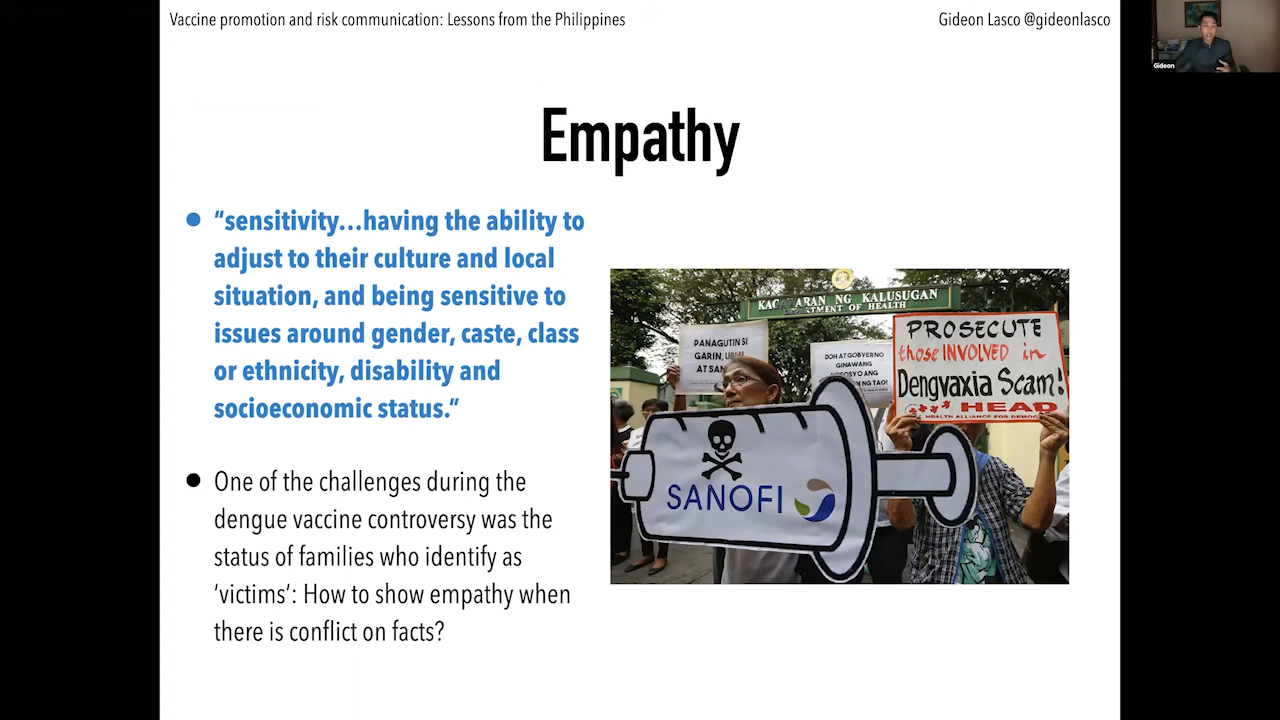 Vaccine promotion and risk communication: Lessons from the Philippines
Gideon Lasco @gideonlasco
Gideon
Empathy
“sensitivity…having the ability to
adjust to their culture and local
situation, and being sensitive to
issues around gender, caste, class
or ethnicity, disability and
socioeconomic status.”
One of the challenges during the
dengue vaccine controversy was the
status of families who identify as
‘victims’: How to show empathy when
there is conflict on facts?
NG KALUSUGAN
OF HEALTH
PANAGUTIN SI
GARIN,
AT
DOH AT GOBYERNO
GINAWANG
ANG
NG TAO!
PROSECUTE
those INVOLVED in
Dengvaxia Scam!
HEAD
HEALTH ALLIANCE FOR
SANOFI